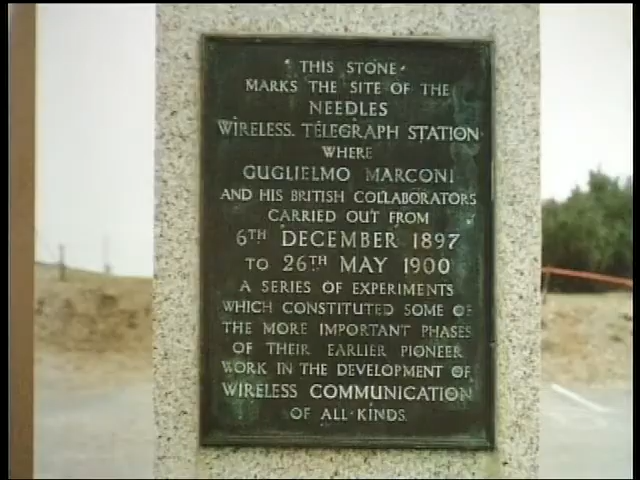 THIS STONE
MARKS THE SITE OF THE
NEEDLES
WIRELESS TELEGRAPH STATION
WHERE
GUGLIELMO MARCONI
AND HIS BRITISH COLLABORATORS
CARRIED OUT FROM
6TH DECEMBER 1897
TO 26TH MAY 1900
A SERIES OF EXPERIMENTS
WHICH CONSTITUTED SOME OF
THE MORE IMPORTANT PHASES
OF THEIR EARLIER PIONEER
WORK IN THE DEVELOPMENT OF
WIRELESS COMMUNICATION
OF ALL KINDS